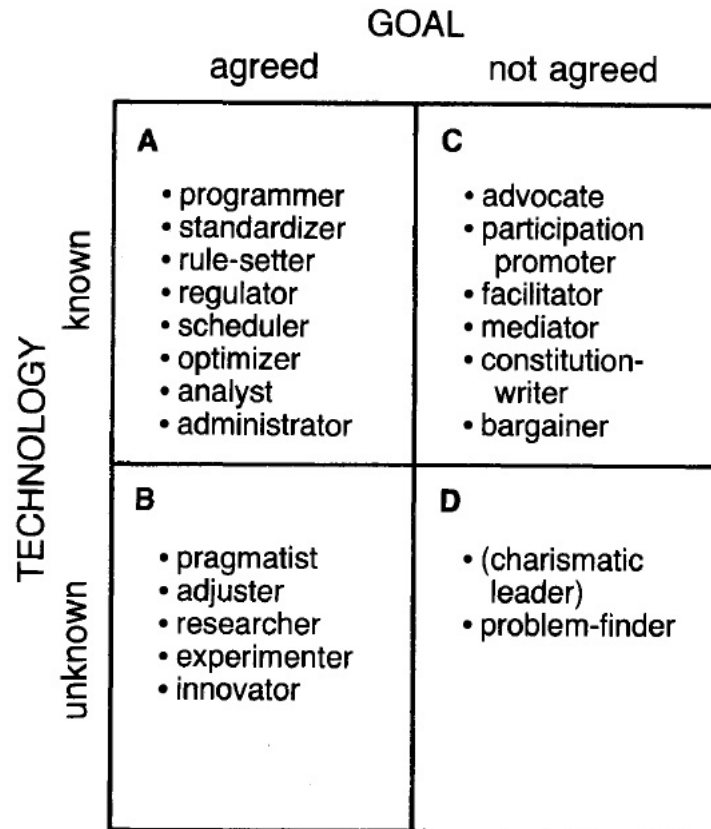 GOAL
agreed
not agreed
TECHNOLOGY
known
unknown
A
• programmer
• standardizer
• rule-setter
• regulator
• scheduler
• optimizer
• analyst
• administrator
C
• advocate
• participation
promoter
• facilitator
• mediator
• constitution-
writer
• bargainer
B
• pragmatist
• adjuster
• researcher
• experimenter
• innovator
D
• (charismatic
leader)
• problem-finder